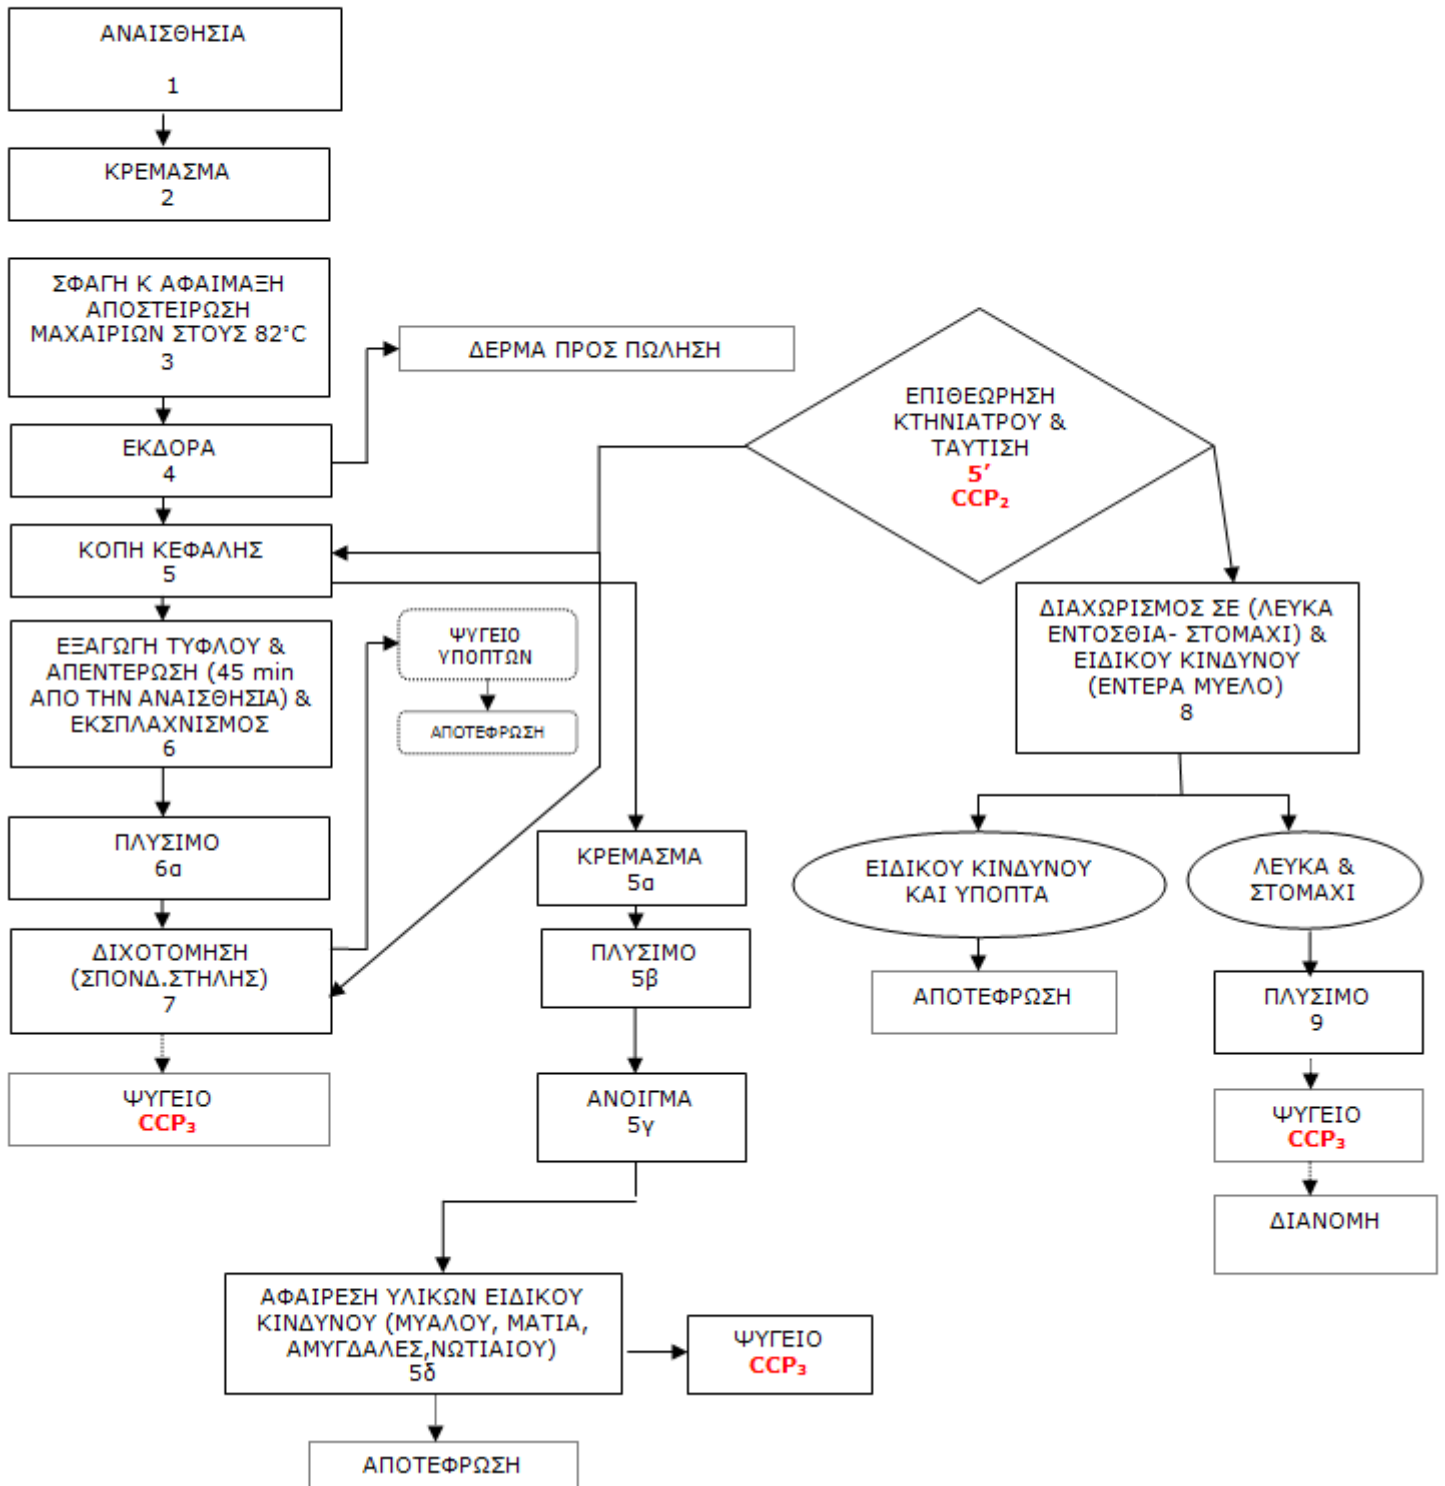 ΑΝΑΙΣΘΗΣΙΑ
1
ΚΡΕΜΑΣΜΑ
2
ΣΦΑΓΗ Κ ΑΦΑΙΜΑΞΗ
ΑΠΟΣΤΕΙΡΩΣΗ
ΜΑΧΑΙΡΙΩΝ ΣΤΟΥΣ 82°C
3
ΔΕΡΜΑ ΠΡΟΣ ΠΩΛΗΣΗ
ΕΚΔΟΡΑ
4
ΕΠΙΘΕΩΡΗΣΗ
ΚΤΗΝΙΑΤΡΟΥ &
ΤΑΥΤΙΣΗ
5′
CCP₂
ΚΟΠΗ ΚΕΦΑΛΗΣ
5
ΕΞΑΓΩΓΗ ΤΥΦΛΟΥ &
ΑΠΕΝΤΕΡΩΣΗ (45 min
ΑΠΟ ΤΗΝ ΑΝΑΙΣΘΗΣΙΑ) &
ΕΚΣΠΛΑΧΝΙΣΜΟΣ
6
ΨΥΓΕΙΟ
ΥΠΟΠΤΩΝ
ΑΠΟΤΕΦΡΩΣΗ
ΔΙΑΧΩΡΙΣΜΟΣ ΣΕ (ΛΕΥΚΑ
ΕΝΤΟΣΘΙΑ- ΣΤΟΜΑΧΙ) &
ΕΙΔΙΚΟΥ ΚΙΝΔΥΝΟΥ
(ΕΝΤΕΡΑ ΜΥΕΛΟ)
8
ΠΛΥΣΙΜΟ
6α
ΚΡΕΜΑΣΜΑ
5α
ΕΙΔΙΚΟΥ ΚΙΝΔΥΝΟΥ
ΚΑΙ ΥΠΟΠΤΑ
ΛΕΥΚΑ &
ΣΤΟΜΑΧΙ
ΔΙΧΟΤΟΜΗΣΗ
(ΣΠΟΝΔ.ΣΤΗΛΗΣ)
7
ΠΛΥΣΙΜΟ
5β
ΑΠΟΤΕΦΡΩΣΗ
ΠΛΥΣΙΜΟ
9
ΨΥΓΕΙΟ
CCP₃
ΑΝΟΙΓΜΑ
5γ
ΨΥΓΕΙΟ
CCP₃
ΔΙΑΝΟΜΗ
ΑΦΑΙΡΕΣΗ ΥΛΙΚΩΝ ΕΙΔΙΚΟΥ
ΚΙΝΔΥΝΟΥ (ΜΥΑΛΟΥ, ΜΑΤΙΑ,
ΑΜΥΓΔΑΛΕΣ,ΝΩΤΙΑΙΟΥ)
5δ
ΨΥΓΕΙΟ
CCP₃
ΑΠΟΤΕΦΡΩΣΗ